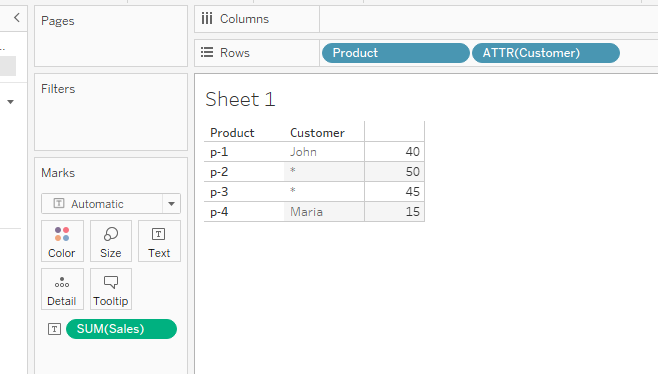 Pages
Columns
Rows Product ATTR(Customer)
Filters
Sheet 1
Product Customer
p-1 John 40
p-2 * 50
p-3 * 45
p-4 Maria 15
Marks
Automatic
Color Size Text
Detail Tooltip
SUM(Sales)